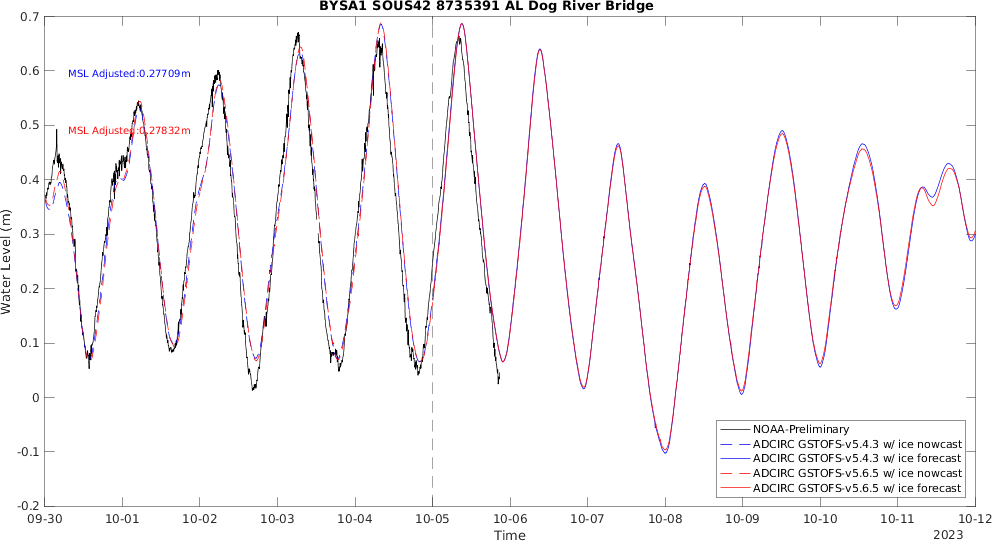 BYSA1 SOUS42 8735391 AL Dog River Bridge
0.7
0.6
0.5
0.4
0.3
0.2
0.1
0
-0.1
-0.2
Water Level (m)
MSL Adjusted:0.27709m
MSL Adjusted:0.27832m
NOAA-Preliminary
ADCIRC GSTOFS-v5.4.3 w/ ice nowcast
ADCIRC GSTOFS-v5.4.3 w/ ice forecast
ADCIRC GSTOFS-v5.6.5 w/ ice nowcast
ADCIRC GSTOFS-v5.6.5 w/ ice forecast
09-30 10-01 10-02 10-03 10-04 10-05 10-06 10-07 10-08 10-09 10-10 10-11 10-12
Time
2023